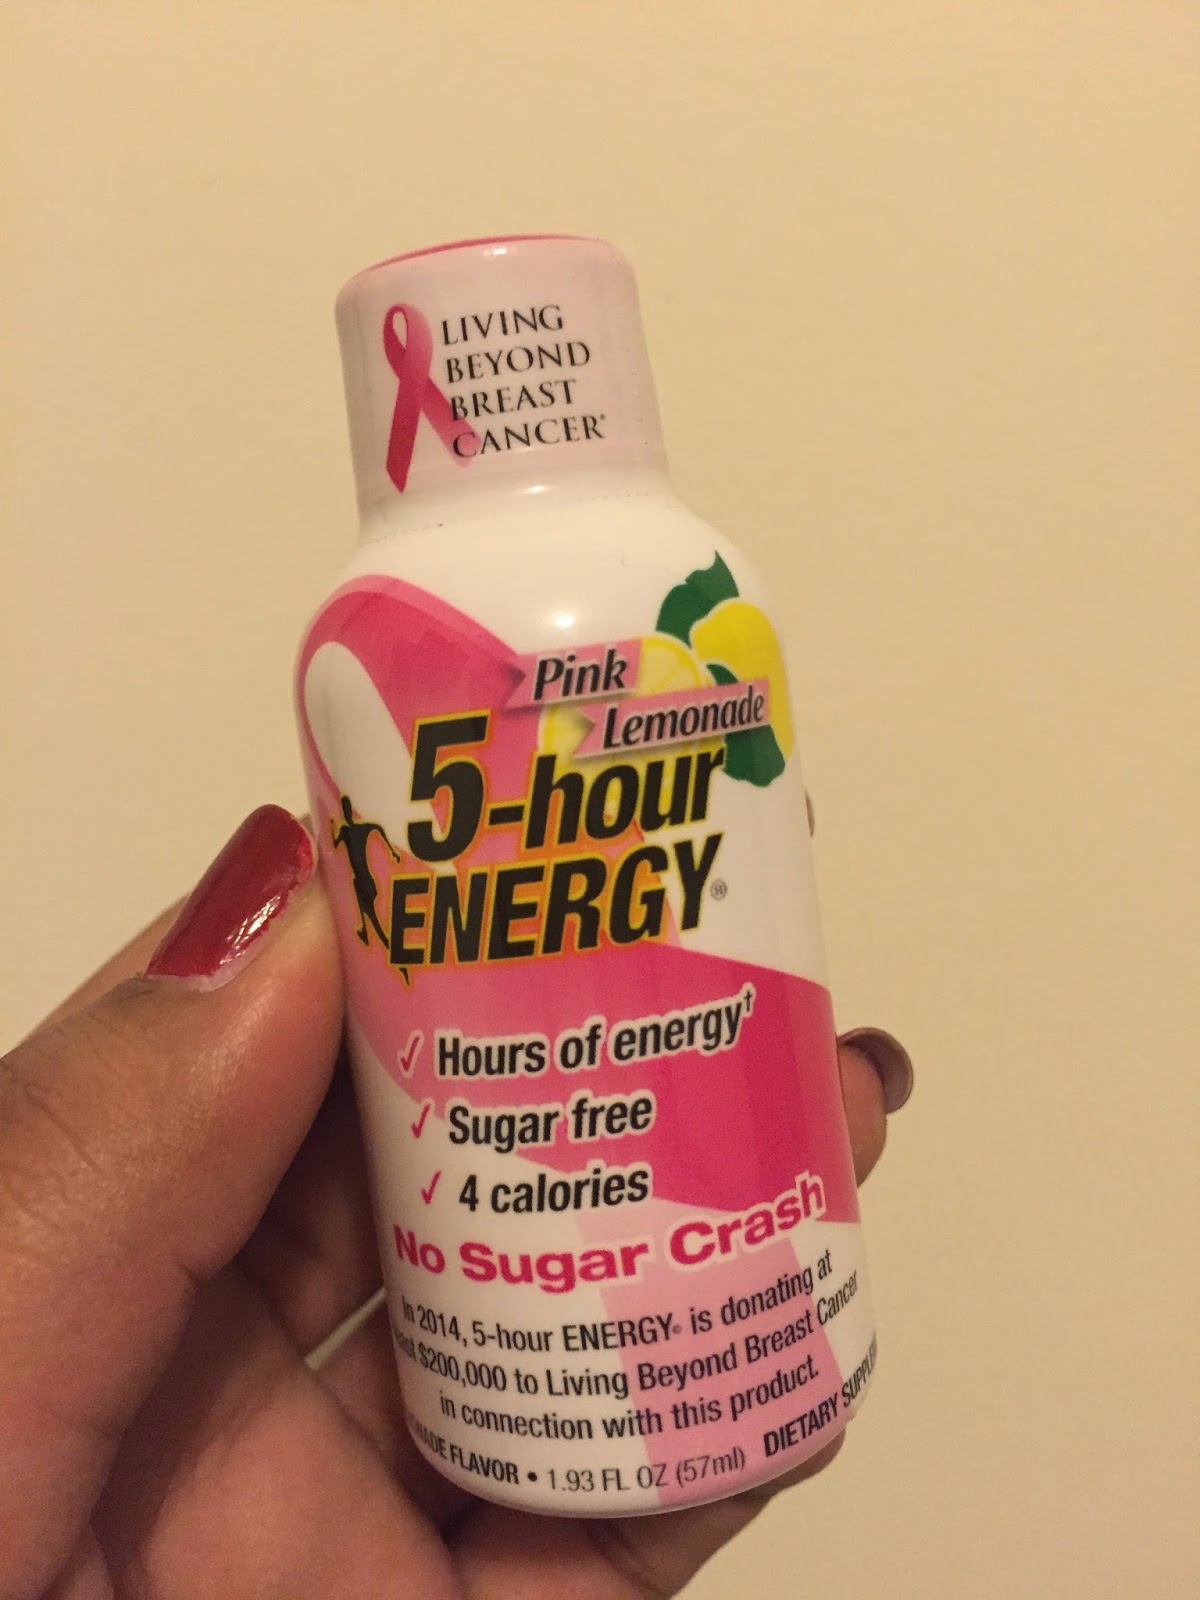 LIVING
BEYOND
BREAST
CANCER®
Pink
Lemonade
5-hour
ENERGY®
✓ Hours of energy†
✓ Sugar free
✓ 4 calories
No Sugar Crash
In 2014, 5-hour ENERGY® is donating at
$200,000 to Living Beyond Breast Cancer
in connection with this product.
FLAVOR • 1.93 FL OZ (57ml) DIETARY